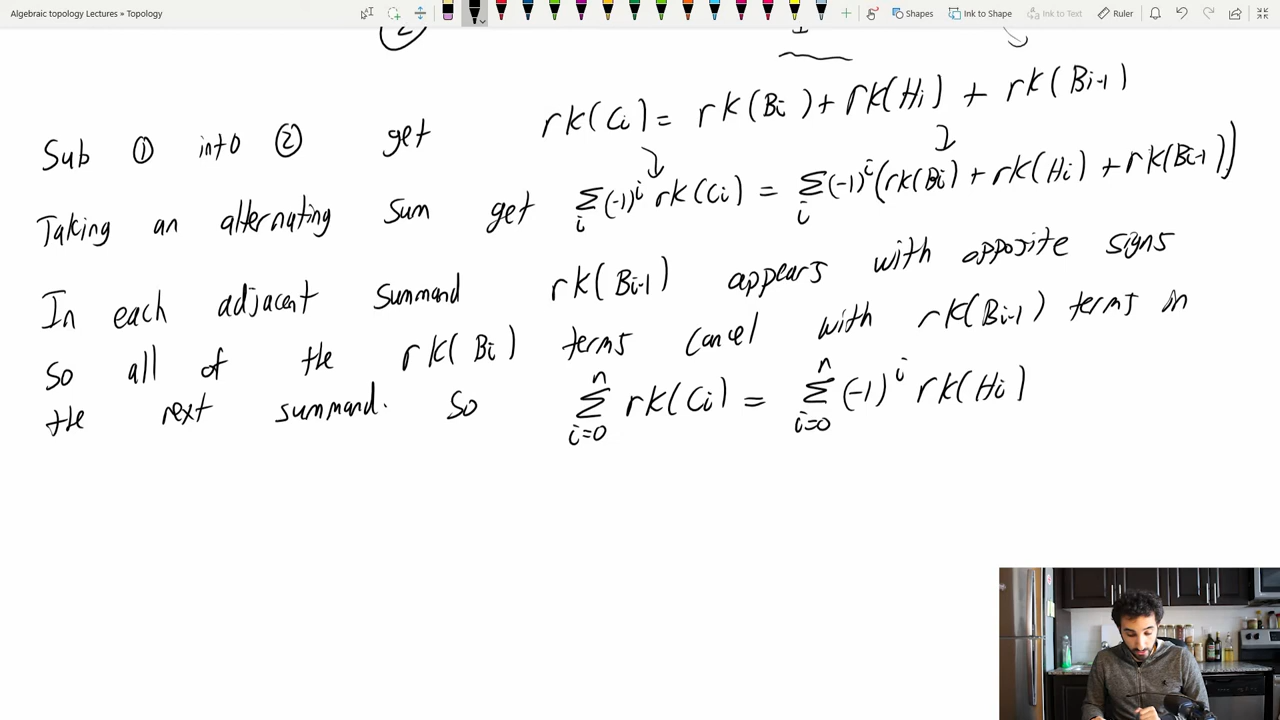 Algebraic topology Lectures » Topology
Shapes Ink to Shape Ink to Text Ruler
②
Sub ① into ② get rk(Ci) = rk(Bi) + rk(Hi) + rk(Bi-1)
Taking an alternating sum get Σi (-1)^i rk(Ci) = Σi (-1)^i (rk(Bi) + rk(Hi) + rk(Bi-1))
In each adjacent summand rk(Bi-1) appears with opposite signs
So all of the rk(Bi) terms cancel with rk(Bi-1) terms in
the next summand. So Σ_{i=0}^{n} rk(Ci) = Σ_{i=0}^{n} (-1)^i rk(Hi)